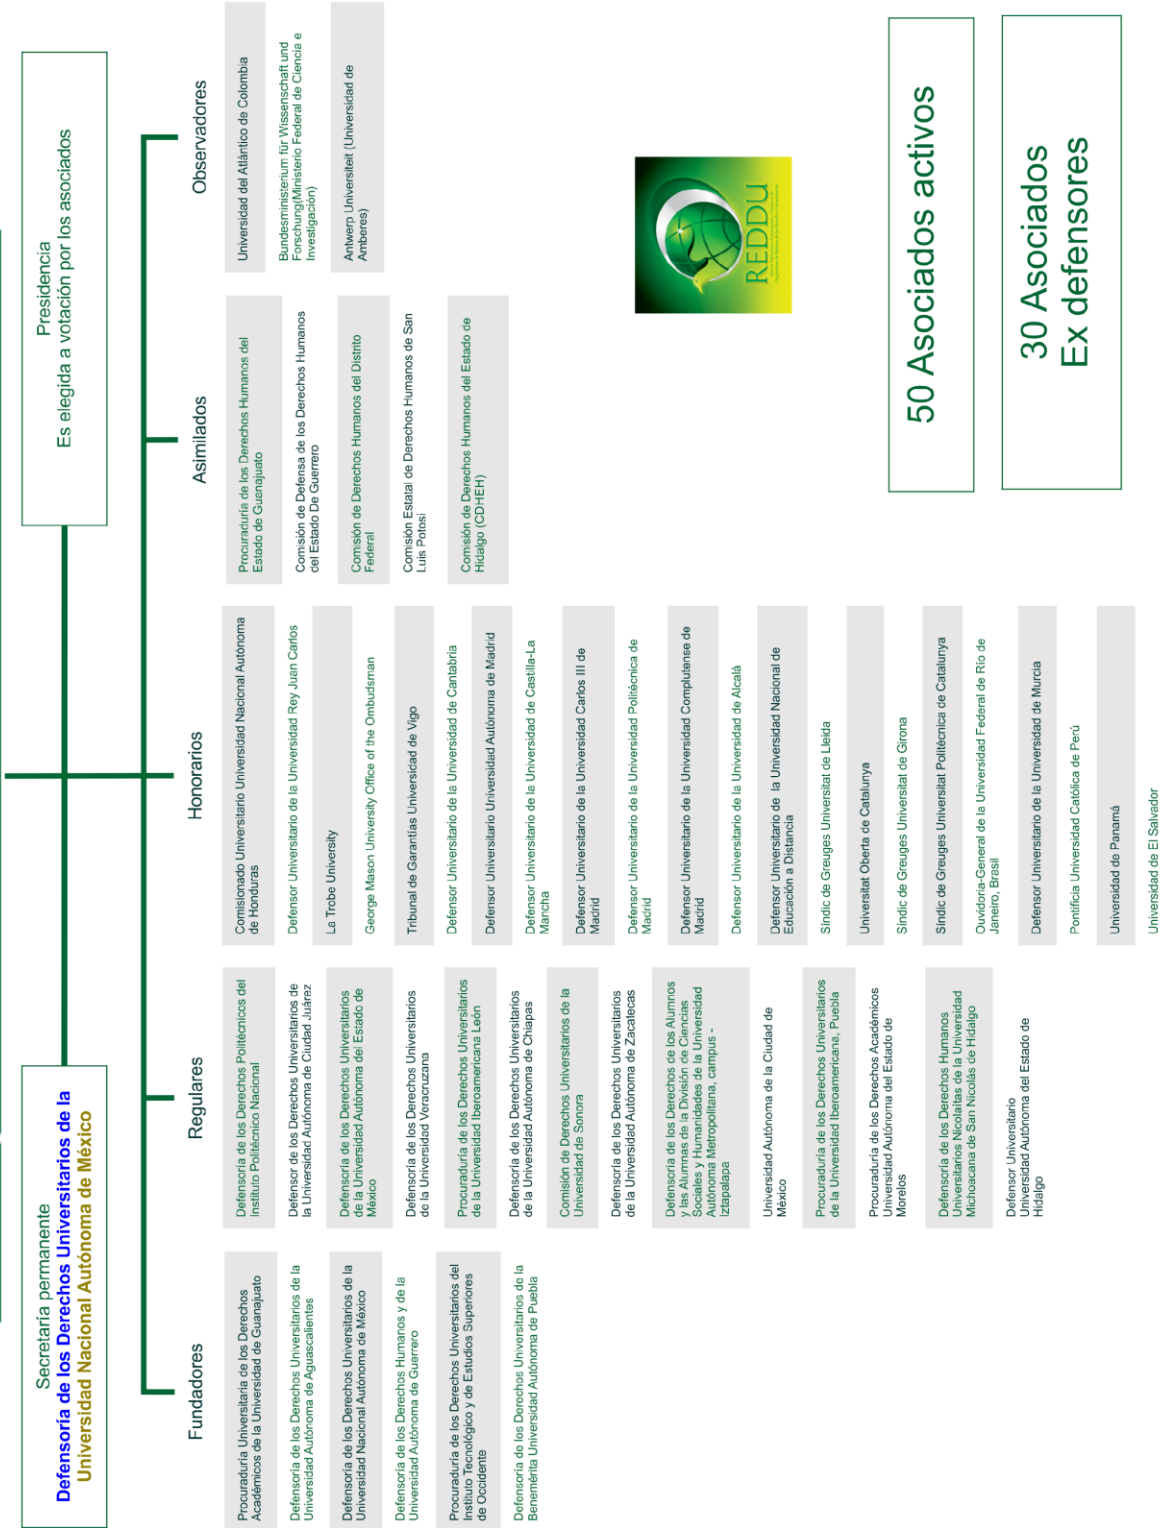 Secretaría permanente
Defensoría de los Derechos Universitarios de la
Universidad Nacional Autónoma de México
Presidencia
Es elegida a votación por los asociados
Fundadores
Procuraduría Universitaria de los Derechos
Académicos de la Universidad de Guanajuato
Defensoría de los Derechos Universitarios de la
Universidad Autónoma de Aguascalientes
Defensoría de los Derechos Universitarios de la
Universidad Nacional Autónoma de México
Defensoría de los Derechos Humanos y de la
Universidad Autónoma de Guerrero
Procuraduría de los Derechos Universitarios del
Instituto Tecnológico y de Estudios Superiores
de Occidente
Defensoría de los Derechos Universitarios de la
Benemérita Universidad Autónoma de Puebla
Regulares
Defensoría de los Derechos Politécnicos del
Instituto Politécnico Nacional
Defensor de los Derechos Universitarios de
la Universidad Autónoma de Ciudad Juárez
Defensoría de los Derechos Universitarios
de la Universidad Autónoma del Estado de
México
Defensoría de los Derechos Universitarios
de la Universidad Veracruzana
Procuraduría de los Derechos Universitarios
de la Universidad Iberoamericana León
Defensoría de los Derechos Universitarios
de la Universidad Autónoma de Chiapas
Comisión de Derechos Universitarios de la
Universidad de Sonora
Defensoría de los Derechos Universitarios
de la Universidad Autónoma de Zacatecas
Defensoría de los Derechos de los Alumnos
y las Alumnas de la División de Ciencias
Sociales y Humanidades de la Universidad
Autónoma Metropolitana, campus -
Iztapalapa
Universidad Autónoma de la Ciudad de
México
Procuraduría de los Derechos Universitarios
de la Universidad Iberoamericana, Puebla
Procuraduría de los Derechos Académicos
Universidad Autónoma del Estado de
Morelos
Defensoría de los Derechos Humanos
Universitarios Nicolaitas de la Universidad
Michoacana de San Nicolás de Hidalgo
Defensor Universitario
Universidad Autónoma del Estado de
Hidalgo
Honorarios
Comisionado Universitario Universidad Nacional Autónoma
de Honduras
Defensor Universitario de la Universidad Rey Juan Carlos
La Trobe University
George Mason University Office of the Ombudsman
Tribunal de Garantías Universidad de Vigo
Defensor Universitario de la Universidad de Cantabria
Defensor Universitario Universidad Autónoma de Madrid
Defensor Universitario de la Universidad de Castilla-La
Mancha
Defensor Universitario de la Universidad Carlos III de
Madrid
Defensor Universitario de la Universidad Politécnica de
Madrid
Defensor Universitario de la Universidad Complutense de
Madrid
Defensor Universitario de la Universidad de Alcalá
Defensor Universitario de la Universidad Nacional de
Educación a Distancia
Síndic de Greuges Universitat de Lleida
Universitat Oberta de Catalunya
Síndic de Greuges Universitat de Girona
Síndic de Greuges Universitat Politécnica de Catalunya
Ouvidoria-General de la Universidad Federal de Río de
Janeiro, Brasil
Defensor Universitario de la Universidad de Murcia
Pontificia Universidad Católica de Perú
Universidad de Panamá
Universidad de El Salvador
Asimilados
Procuraduría de los Derechos Humanos del
Estado de Guanajuato
Comisión de Defensa de los Derechos Humanos
del Estado De Guerrero
Comisión de Derechos Humanos del Distrito
Federal
Comisión Estatal de Derechos Humanos de San
Luis Potosí
Comisión de Derechos Humanos del Estado de
Hidalgo (CDHEH)
Observadores
Universidad del Atlántico de Colombia
Bundesministerium für Wissenschaft und
Forschung(Ministerio Federal de Ciencia e
Investigación)
Antwerp Universiteit (Universidad de
Amberes)
REDDU
50 Asociados activos
30 Asociados
Ex defensores